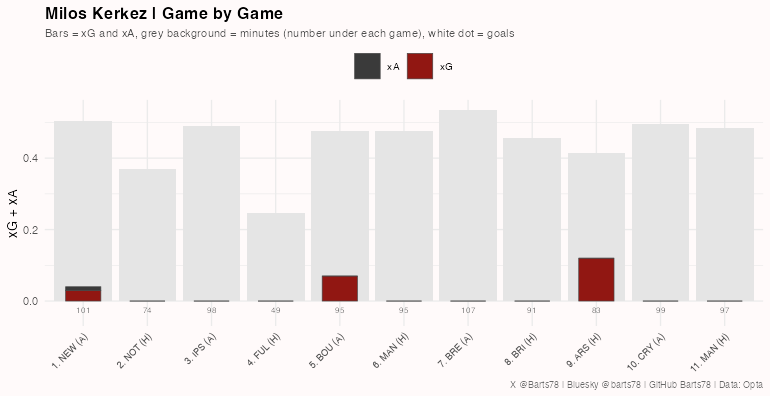 Milos Kerkez | Game by Game
Bars = xG and xA, grey background = minutes (number under each game), white dot = goals
xA xG
xG + xA
0.4
0.2
0.0
101 74 98 49 95 95 107 91 83 99 97
1. NEW (A) 2. NOT (H) 3. IPS (A) 4. FUL (H) 5. BOU (A) 6. MAN (H) 7. BRE (A) 8. BRI (H) 9. ARS (H) 10. CRY (A) 11. MAN (H)
X @Barts78 | Bluesky @barts78 | GitHub Barts78 | Data: Opta